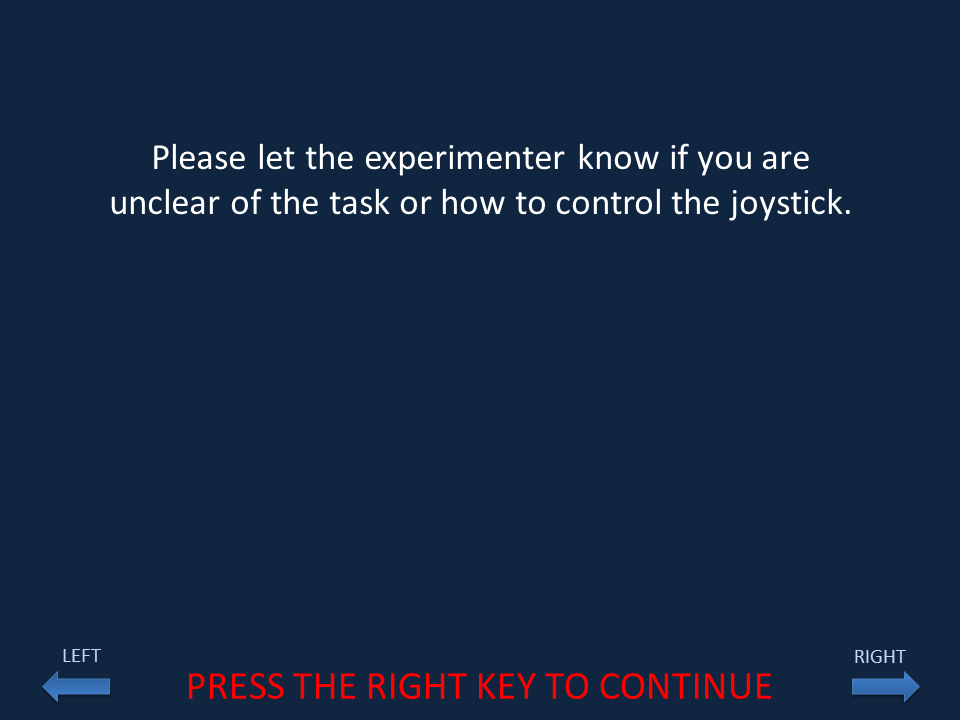 Please let the experimenter know if you are
unclear of the task or how to control the joystick.
LEFT
RIGHT
PRESS THE RIGHT KEY TO CONTINUE